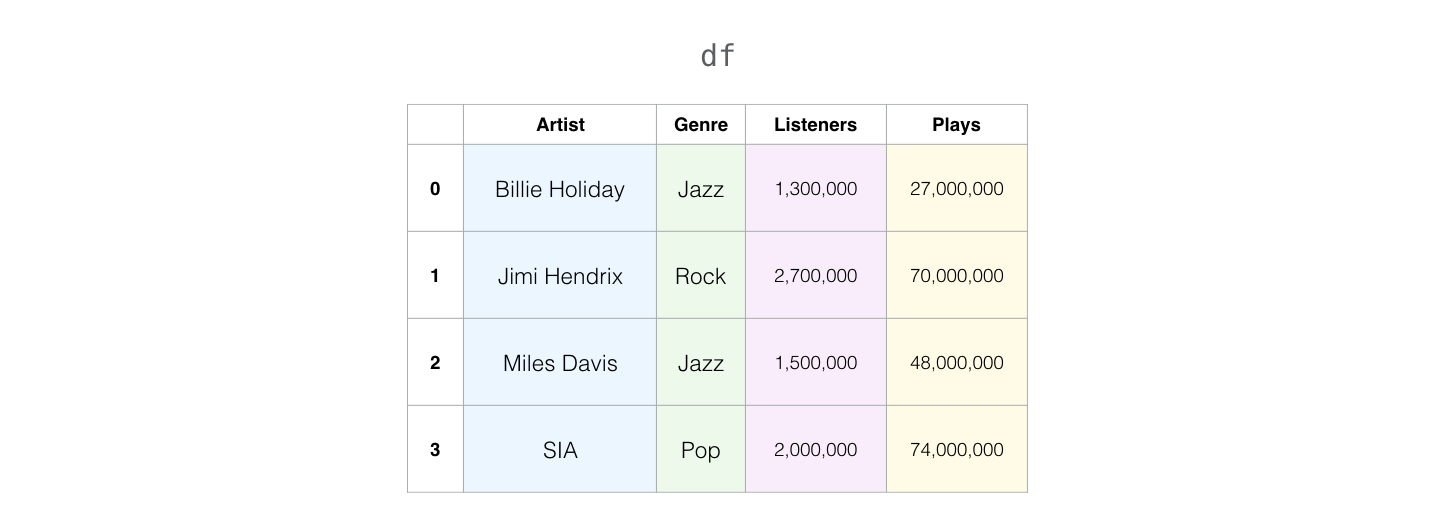 df
Artist Genre Listeners Plays
0 Billie Holiday Jazz 1,300,000 27,000,000
1 Jimi Hendrix Rock 2,700,000 70,000,000
2 Miles Davis Jazz 1,500,000 48,000,000
3 SIA Pop 2,000,000 74,000,000